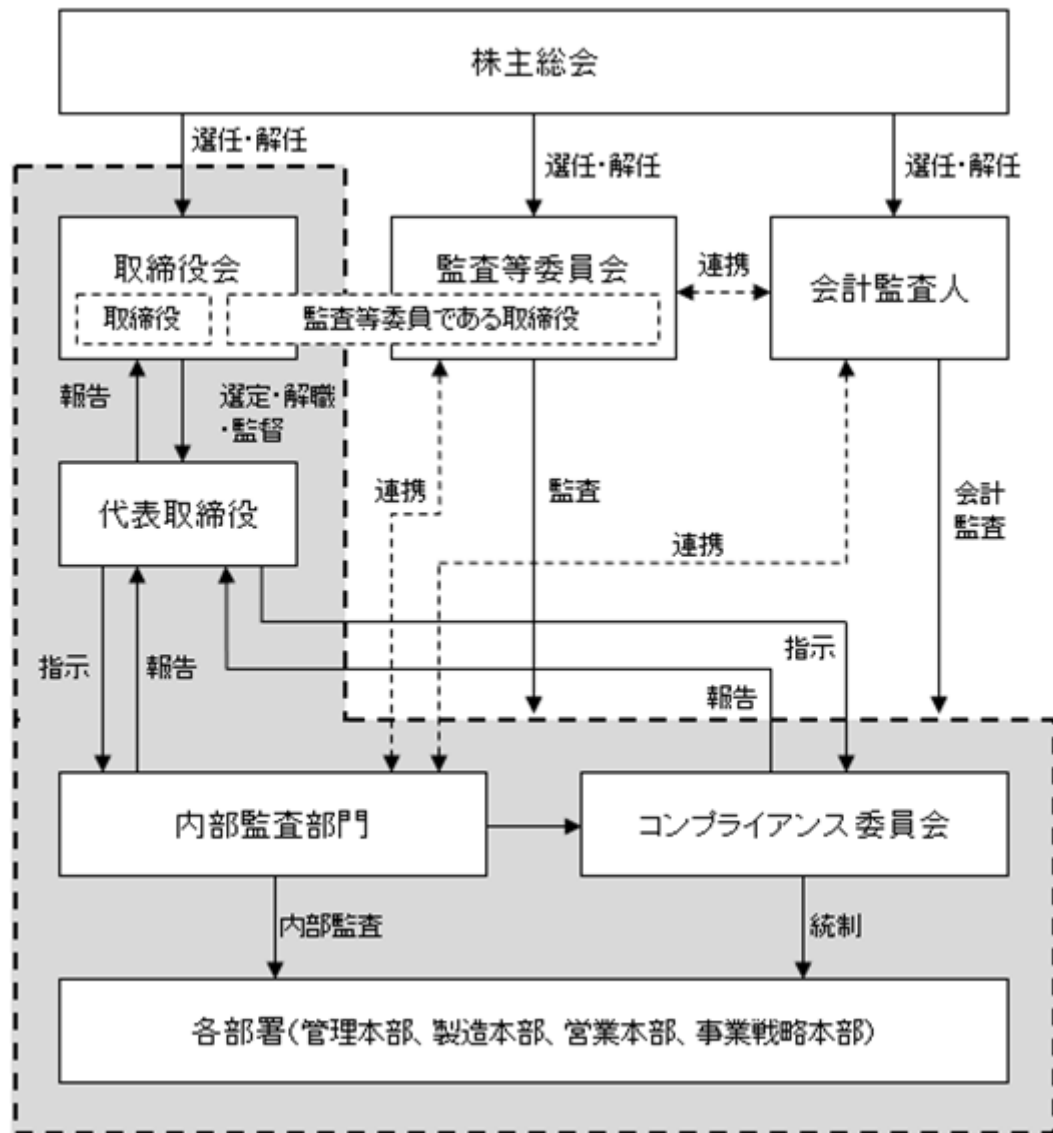 株主総会
選任・解任
選任・解任
選任・解任
取締役会
監査等委員会
連携
会計監査人
取締役
監査等委員である取締役
報告
選定・解職
・監督
代表取締役
連携
監査
連携
会計
監査
指示
報告
指示
報告
内部監査部門
コンプライアンス委員会
内部監査
統制
各部署(管理本部、製造本部、営業本部、事業戦略本部)